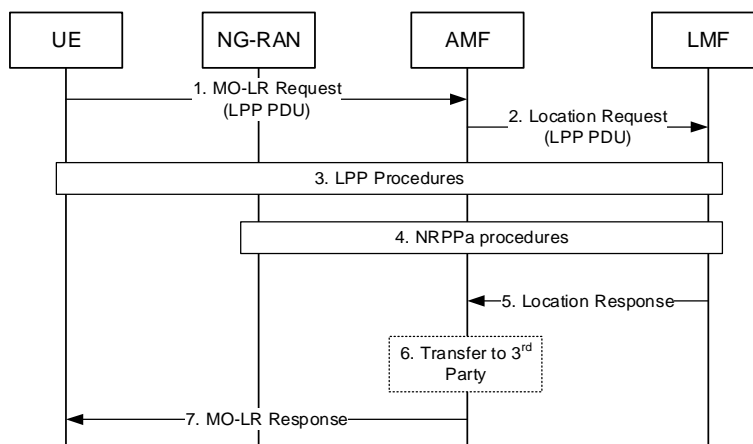 UE
NG-RAN
AMF
LMF
1. MO-LR Request
(LPP PDU)
2. Location Request
(LPP PDU)
3. LPP Procedures
4. NRPPa procedures
5. Location Response
6. Transfer to 3rd
Party
7. MO-LR Response